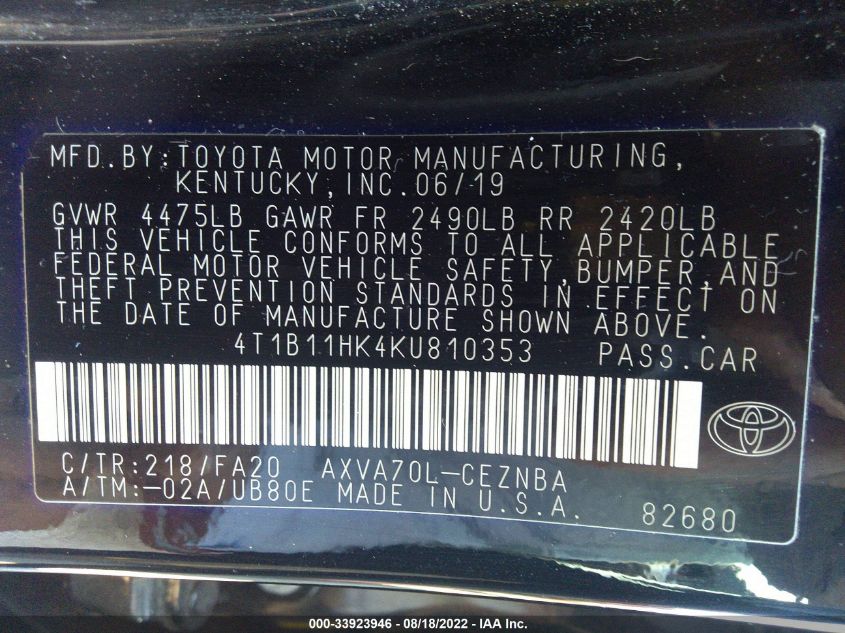 MFD.BY:TOYOTA MOTOR MANUFACTURING,
KENTUCKY,INC.06/19
GVWR 4475LB GAWR FR 2490LB RR 2420LB
THIS VEHICLE CONFORMS TO ALL APPLICABLE
FEDERAL MOTOR VEHICLE SAFETY,BUMPER,AND
THEFT PREVENTION STANDARDS IN EFFECT ON
THE DATE OF MANUFACTURE SHOWN ABOVE.
4T1B11HK4KU810353 PASS.CAR
C/TR:218/FA20 AXVA70L-CEZNBA
A/TM:-02A/UB80E MADE IN U.S.A. 82680
000-33923946 - 08/18/2022 - IAA Inc.